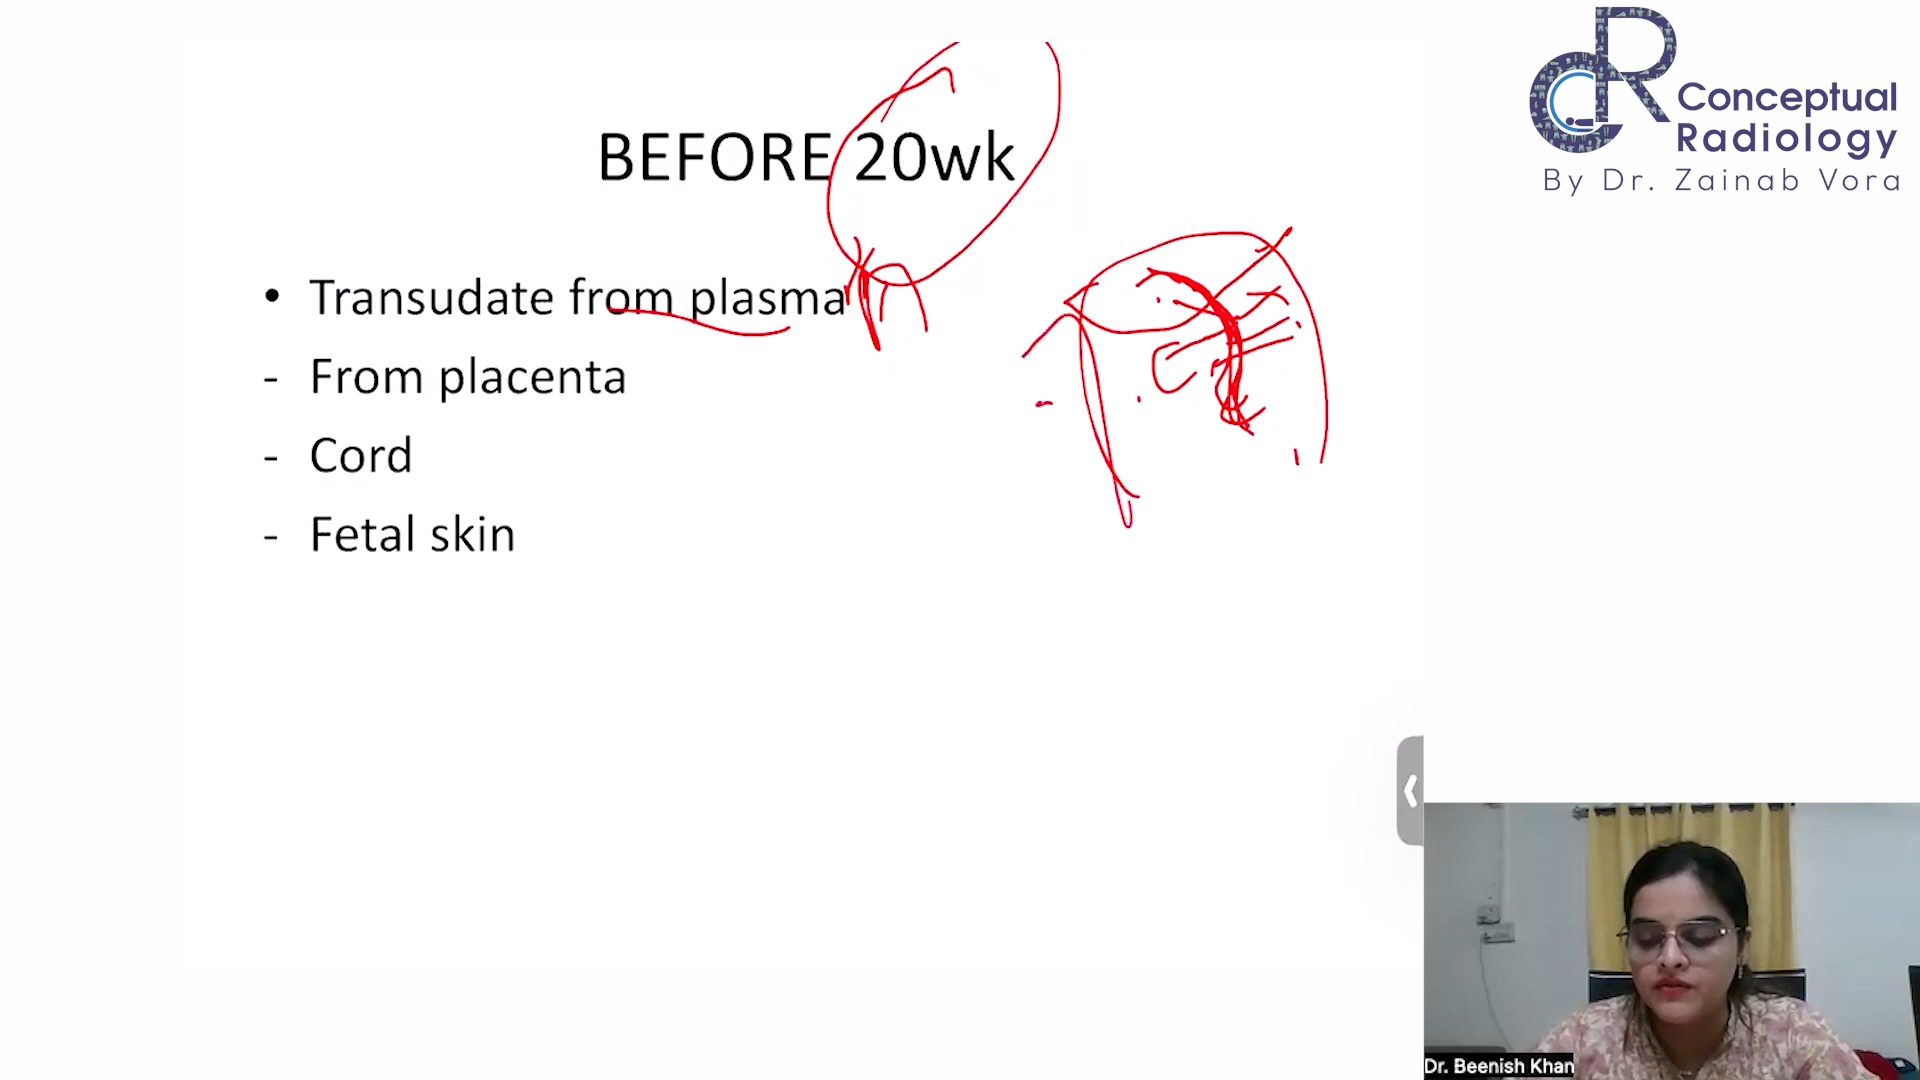 Conceptual
Radiology
By Dr. Zainab Vora
BEFORE 20wk
• Transudate from plasma
- From placenta
- Cord
- Fetal skin
Dr. Beenish Khan